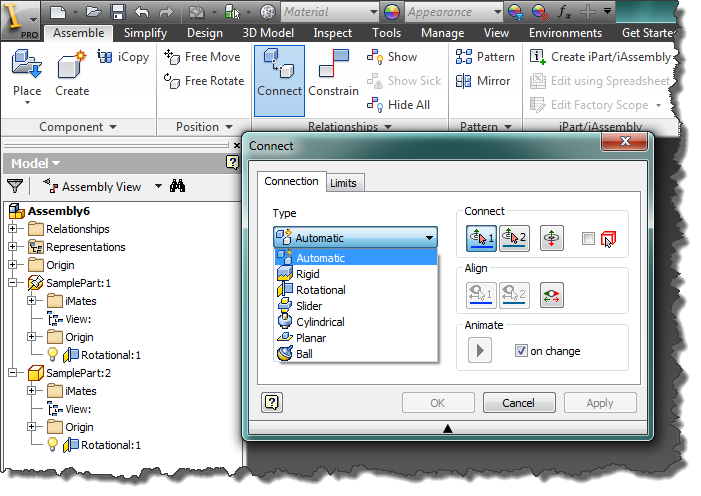 PRO
Material
Appearance
Assemble Simplify Design 3D Model Inspect Tools Manage View Environments Get Starte
Place
Create
iCopy
Free Move
Free Rotate
Connect
Constrain
Show
Show Sick
Hide All
Pattern
Mirror
Create iPart/iAssembly
Edit using Spreadsheet
Edit Factory Scope
Component
Position
Relationships
Pattern
iPart/iAssembly
Model
Assembly View
Assembly6
Relationships
Representations
Origin
SamplePart:1
iMates
View:
Origin
Rotational:1
SamplePart:2
iMates
View:
Origin
Rotational:1
Connect
Connection Limits
Type
Automatic
Automatic
Rigid
Rotational
Slider
Cylindrical
Planar
Ball
Connect
1 2
Align
1 2
Animate
on change
OK Cancel Apply